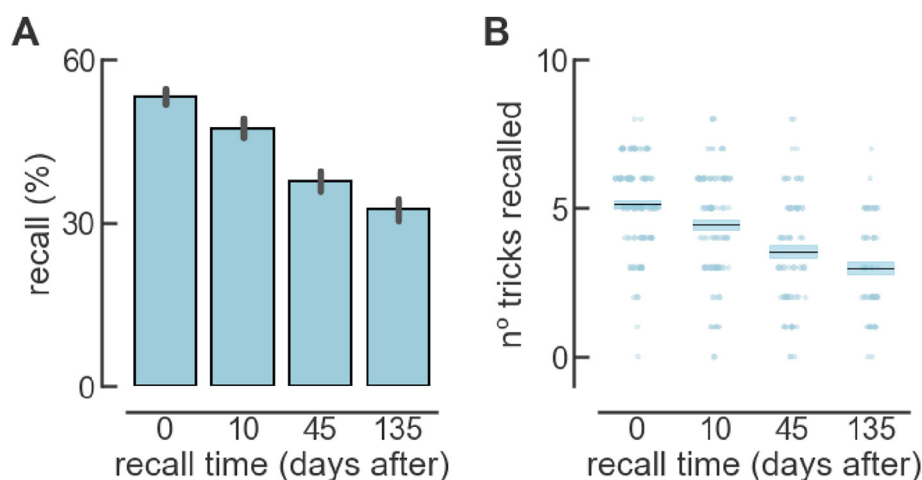 A
60
30
0
recall (%)
0 10 45 135
recall time (days after)
B
10
5
0
nº tricks recalled
0 10 45 135
recall time (days after)